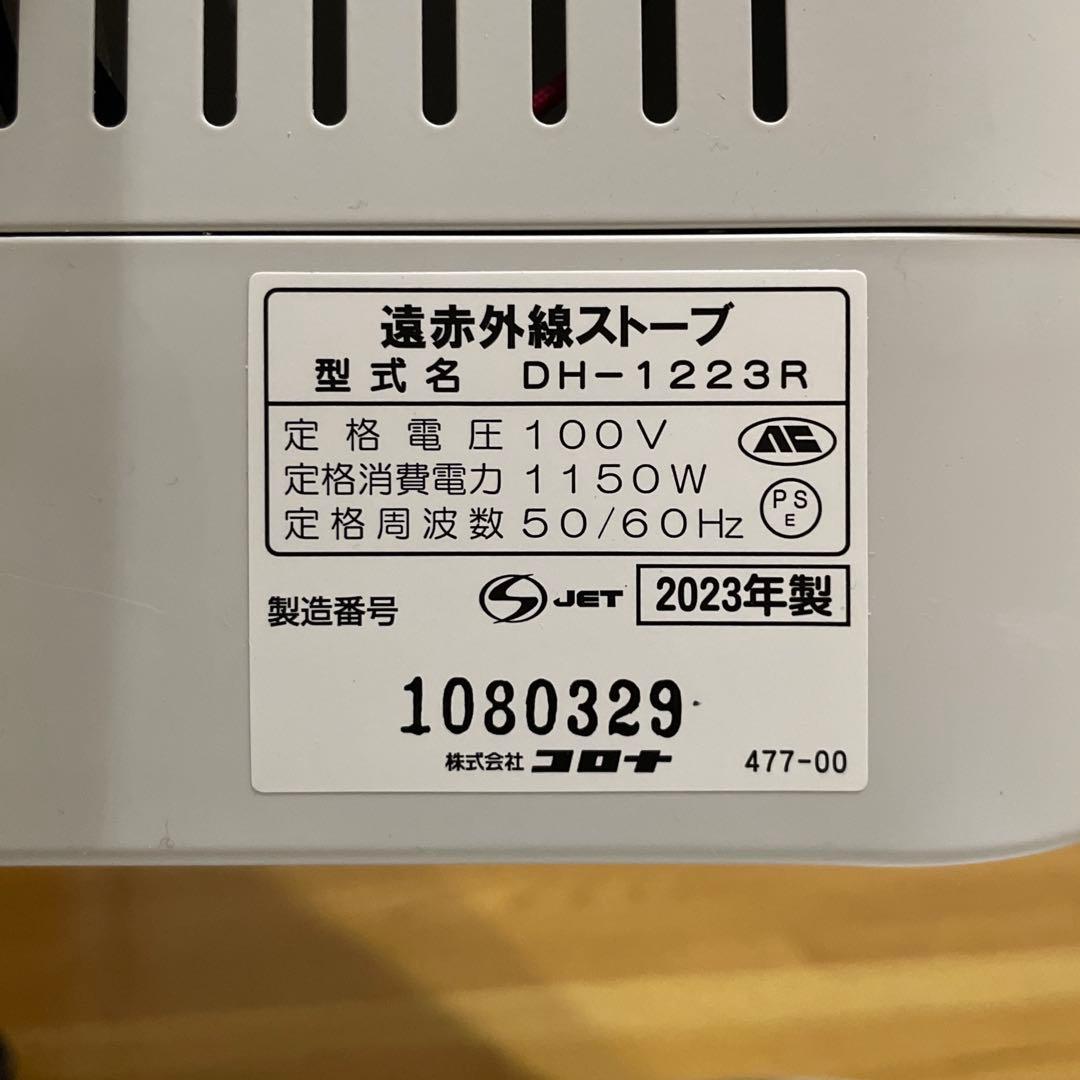 遠赤外線ストーブ
型式名 DH-1223R
定格電圧 100V
定格消費電力 1150W
定格周波数 50/60Hz
PS
E
製造番号
JET
2023年製
1080329
株式会社 コロナ
477-00